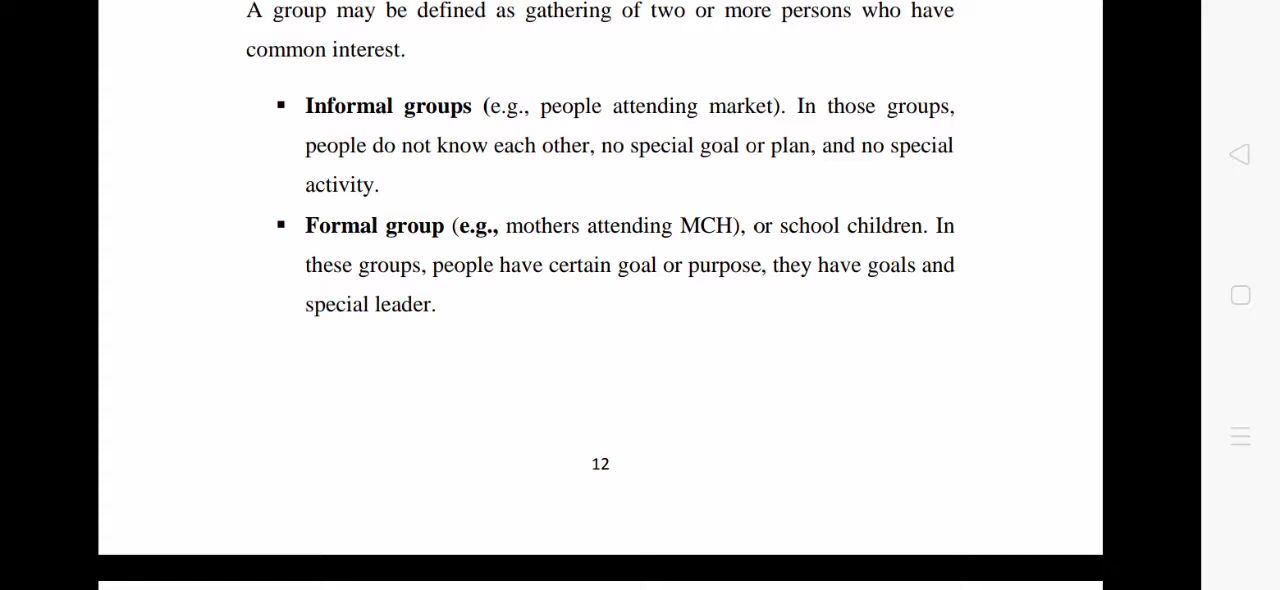 A group may be defined as gathering of two or more persons who have
common interest.
▪ Informal groups (e.g., people attending market). In those groups,
people do not know each other, no special goal or plan, and no special
activity.
▪ Formal group (e.g., mothers attending MCH), or school children. In
these groups, people have certain goal or purpose, they have goals and
special leader.
12